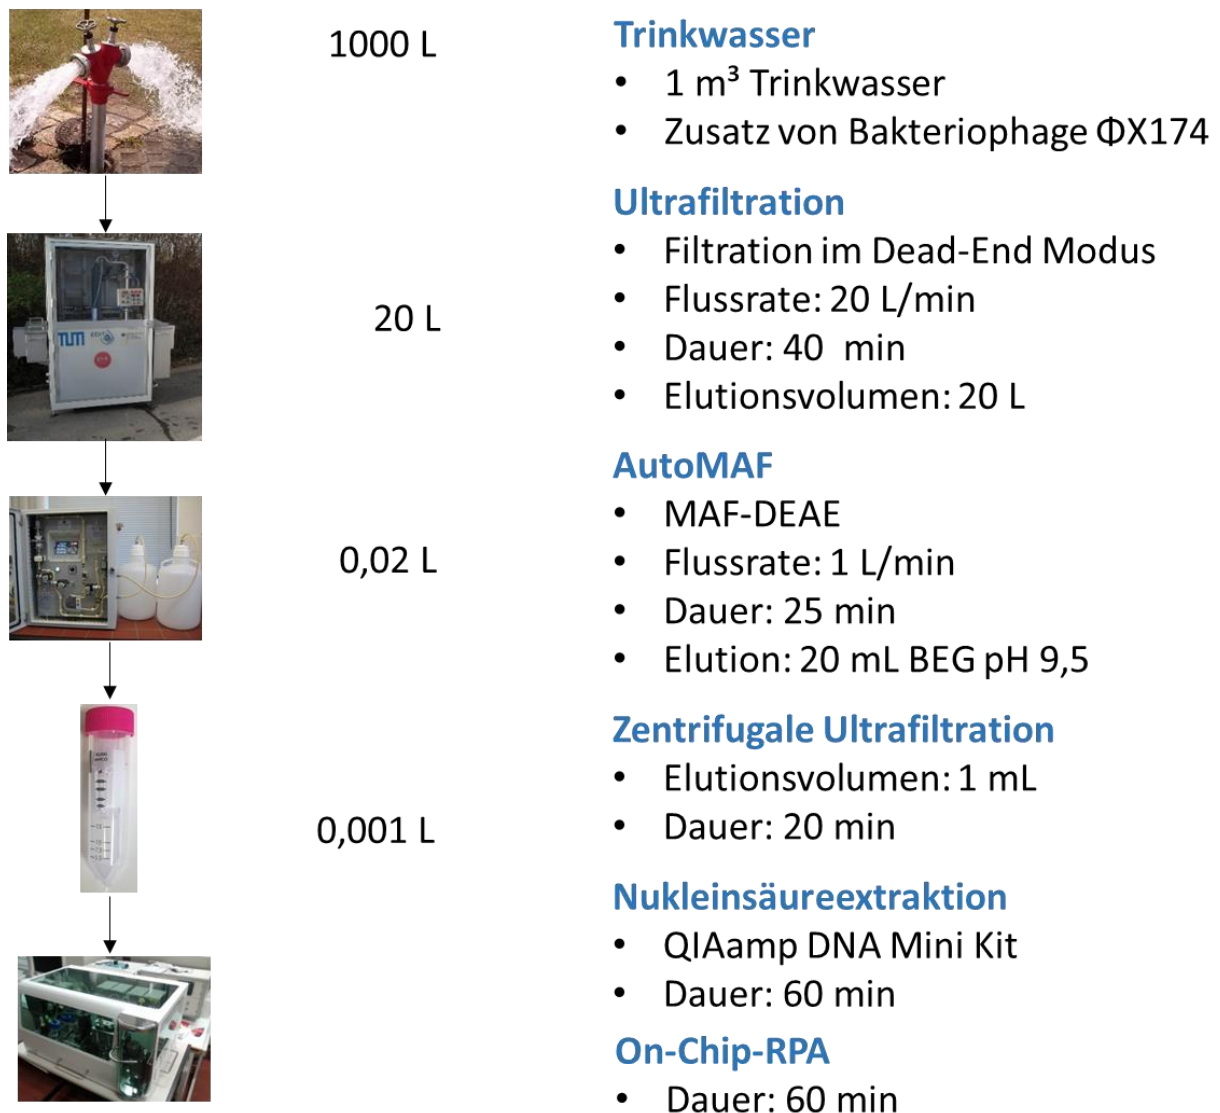 1000 L
Trinkwasser
• 1 m³ Trinkwasser
• Zusatz von Bakteriophage ΦX174
20 L
Ultrafiltration
• Filtration im Dead-End Modus
• Flussrate: 20 L/min
• Dauer: 40 min
• Elutionsvolumen: 20 L
TUM
0,02 L
AutoMAF
• MAF-DEAE
• Flussrate: 1 L/min
• Dauer: 25 min
• Elution: 20 mL BEG pH 9,5
0,001 L
Zentrifugale Ultrafiltration
• Elutionsvolumen: 1 mL
• Dauer: 20 min
Nukleinsäureextraktion
• QIAamp DNA Mini Kit
• Dauer: 60 min
On-Chip-RPA
• Dauer: 60 min